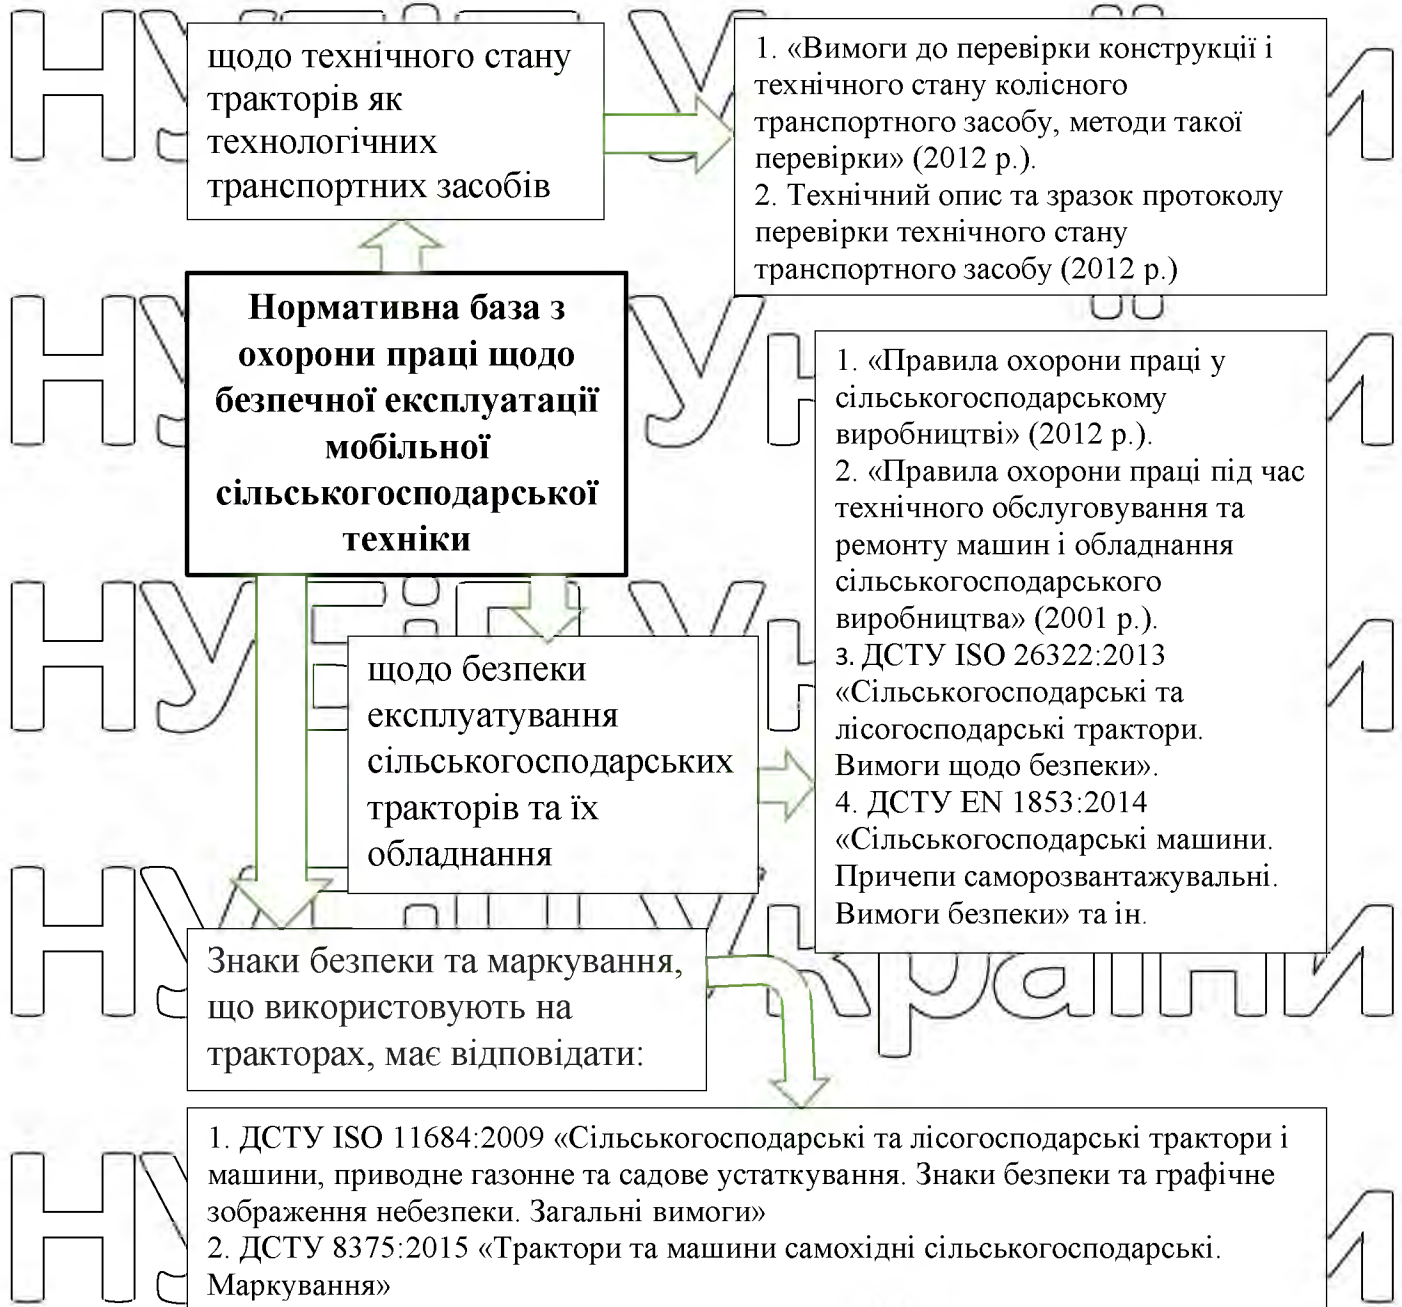 щодо технічного стану
тракторів як
технологічних
транспортних засобів
1. «Вимоги до перевірки конструкції і
технічного стану колісного
транспортного засобу, методи такої
перевірки» (2012 р.).
2. Технічний опис та зразок протоколу
перевірки технічного стану
транспортного засобу (2012 р.)
Нормативна база з
охорони праці щодо
безпечної експлуатації
мобільної
сільськогосподарської
техніки
1. «Правила охорони праці у
сільськогосподарському
виробництві» (2012 р.).
2. «Правила охорони праці під час
технічного обслуговування та
ремонту машин і обладнання
сільськогосподарського
виробництва» (2001 р.).
3. ДСТУ ISO 26322:2013
«Сільськогосподарські та
лісогосподарські трактори.
Вимоги щодо безпеки».
4. ДСТУ EN 1853:2014
«Сільськогосподарські машини.
Причепи саморозвантажувальні.
Вимоги безпеки» та ін.
щодо безпеки
експлуатування
сільськогосподарських
тракторів та їх
обладнання
Знаки безпеки та маркування,
що використовують на
тракторах, має відповідати:
1. ДСТУ ISO 11684:2009 «Сільськогосподарські та лісогосподарські трактори і
машини, приводне газонне та садове устаткування. Знаки безпеки та графічне
зображення небезпеки. Загальні вимоги»
2. ДСТУ 8375:2015 «Трактори та машини самохідні сільськогосподарські.
Маркування»